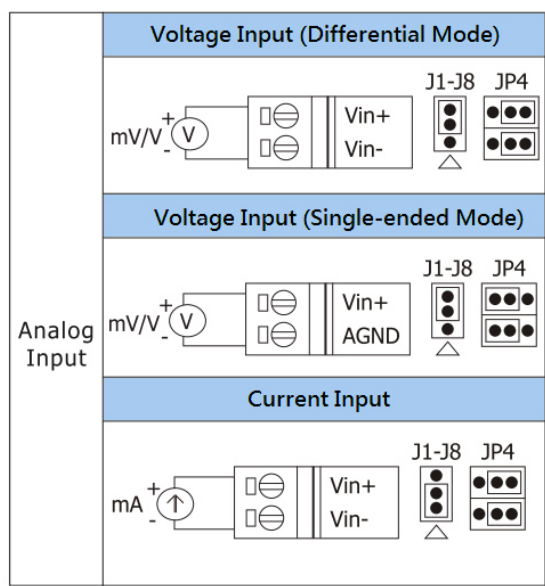 Analog
Input
Voltage Input (Differential Mode)
J1-J8 JP4
mV/V + V - Vin+
Vin-
Voltage Input (Single-ended Mode)
J1-J8 JP4
mV/V + V - Vin+
AGND
Current Input
J1-J8 JP4
mA + - Vin+
Vin-